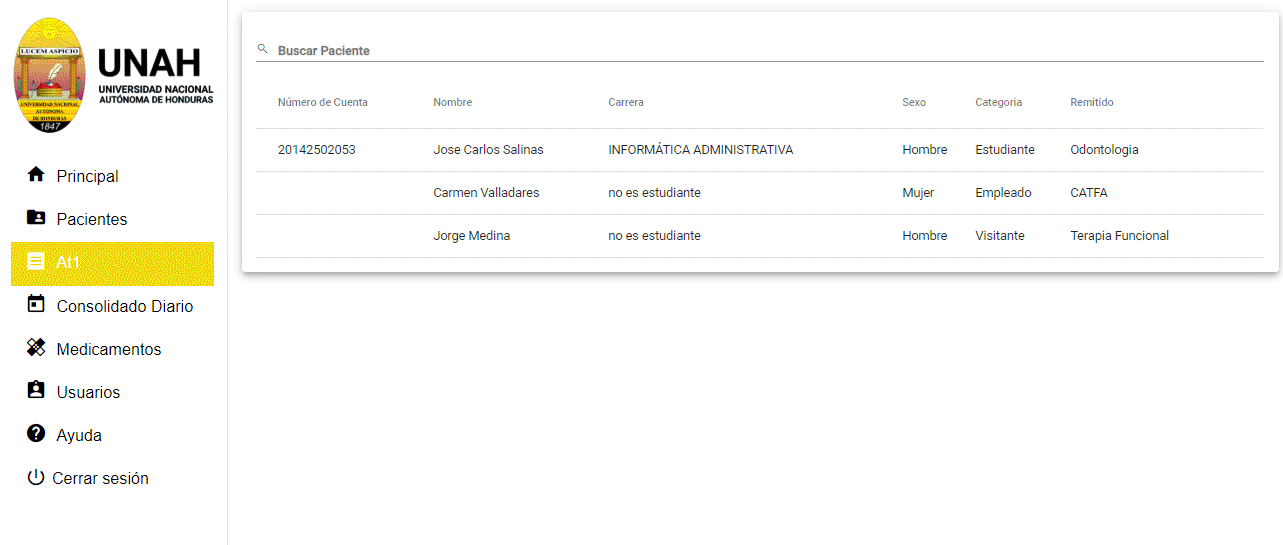 LUCEM ASPICIO
UNIVERSIDAD NACIONAL
AUTONOMA
DE HONDURAS
1847
UNAH
UNIVERSIDAD NACIONAL
AUTÓNOMA DE HONDURAS
Principal
Pacientes
At1
Consolidado Diario
Medicamentos
Usuarios
Ayuda
Cerrar sesión
Buscar Paciente
Número de Cuenta Nombre Carrera Sexo Categoria Remitido
20142502053 Jose Carlos Salinas INFORMÁTICA ADMINISTRATIVA Hombre Estudiante Odontologia
Carmen Valladares no es estudiante Mujer Empleado CATFA
Jorge Medina no es estudiante Hombre Visitante Terapia Funcional